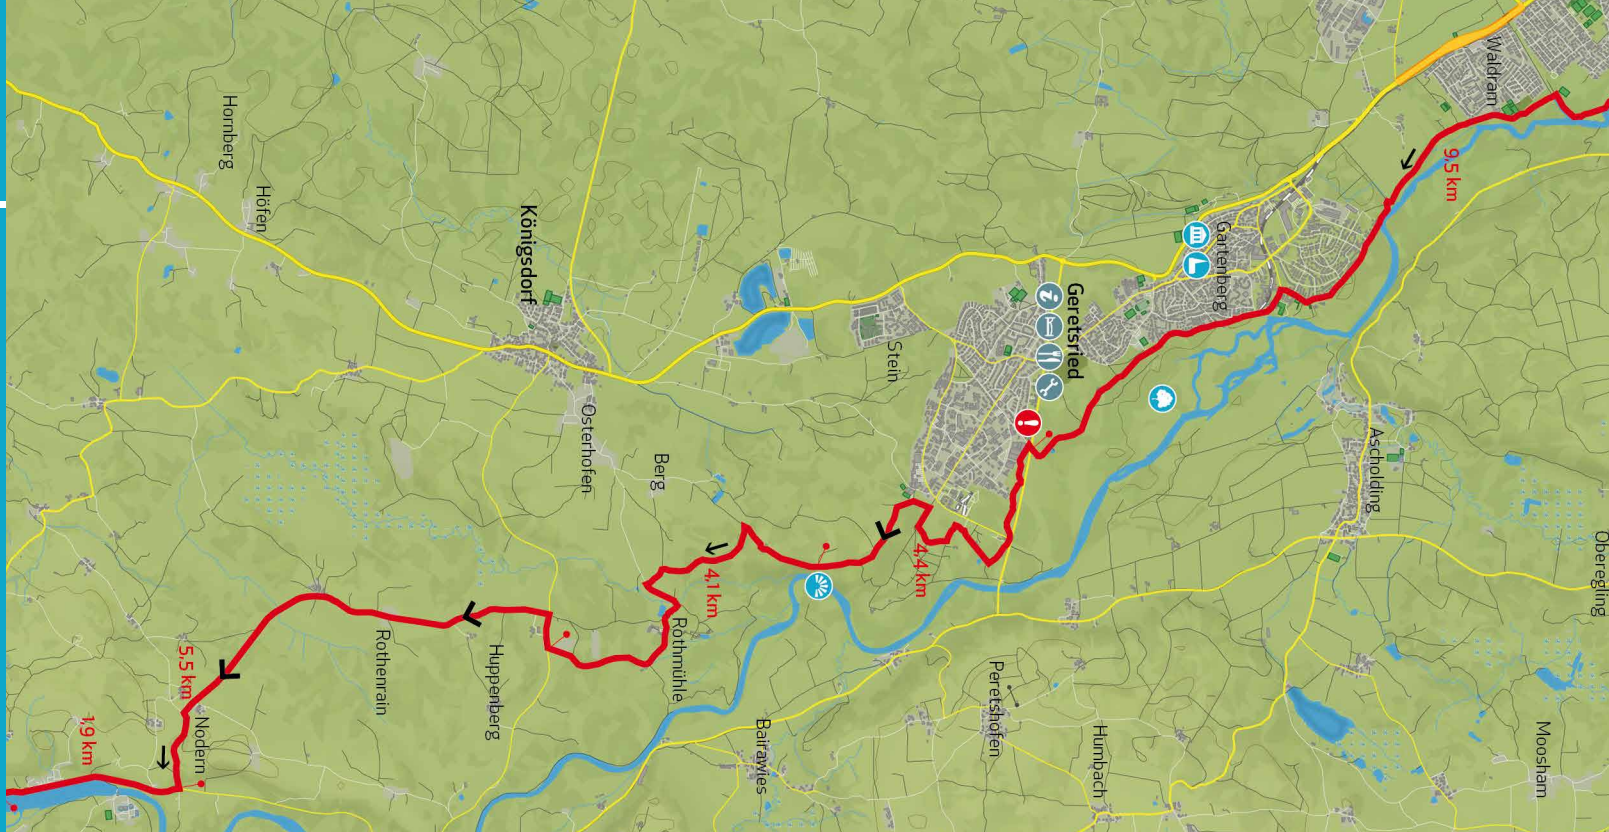 Waldram
9,5 km
Hornberg
Höfen
Königsdorf
Gartenberg
Geretsried
Stein
Ascholding
Osterhofen
Berg
Oberegling
4,4 km
4,1 km
Rothmühle
Rothenrain
Huppenberg
5,5 km
Nodern
1,9 km
Peretshofen
Bairawies
Humbach
Moosham